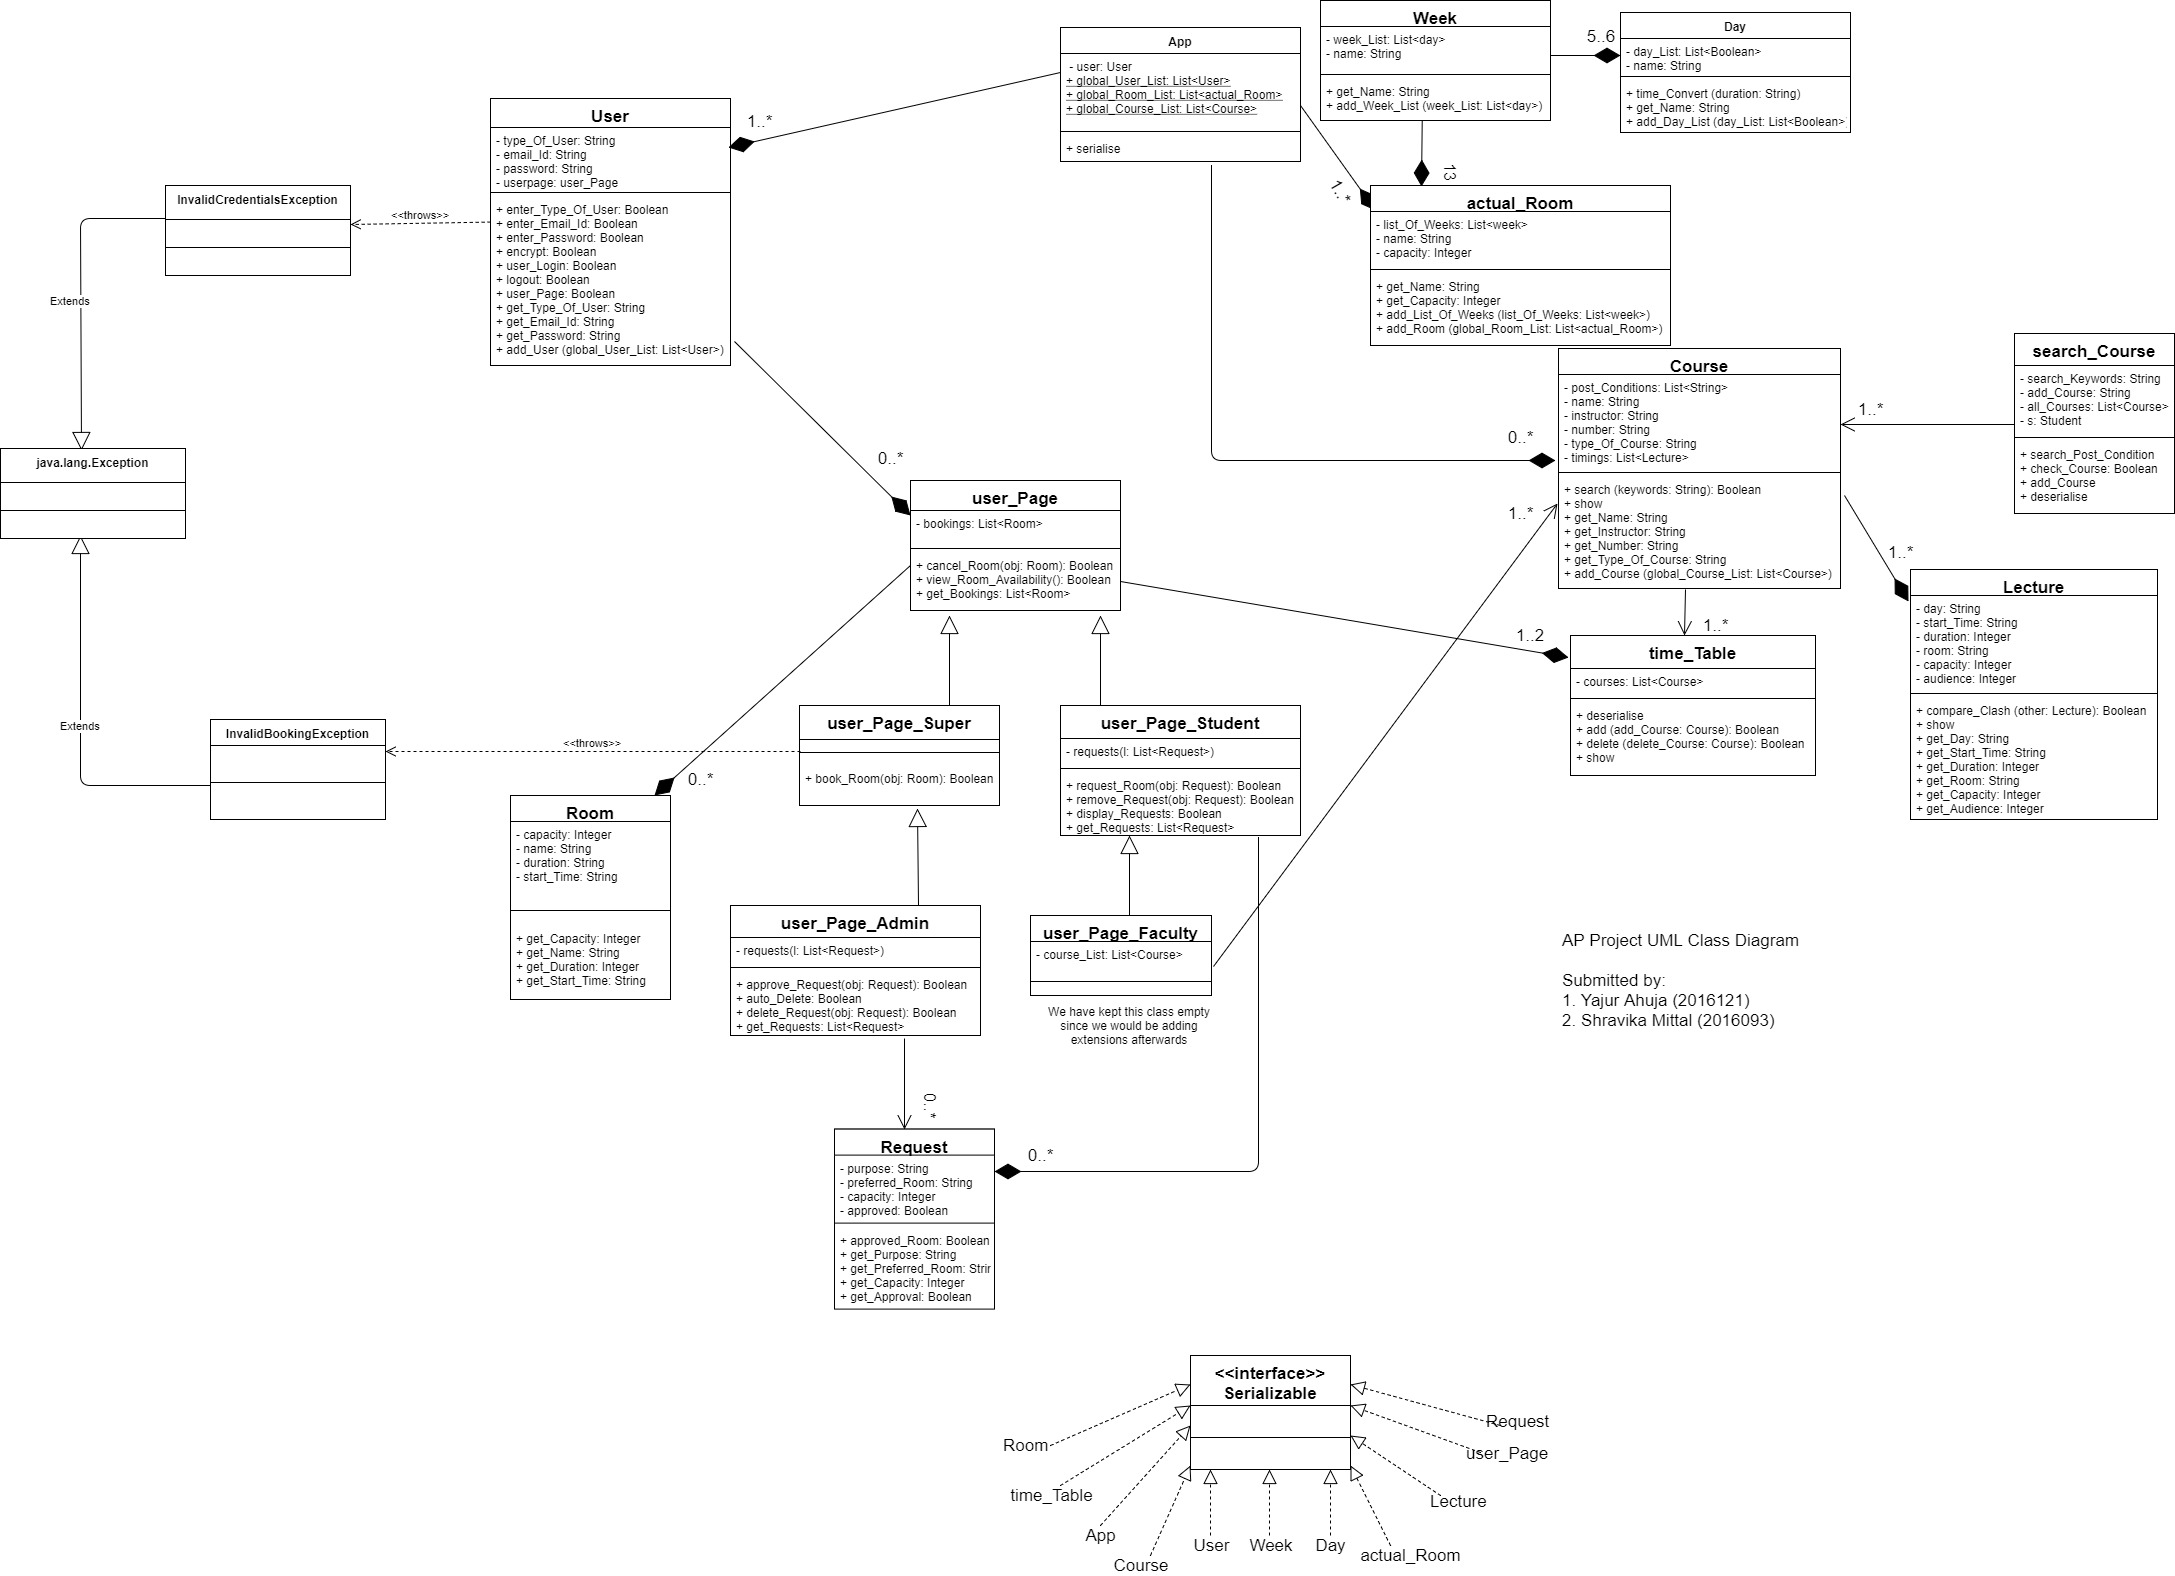 Week
- week_List: List<day>
- name: String
+ get_Name: String
+ add_Week_List (week_List: List<day>)
5..6
Day
- day_List: List<Boolean>
- name: String
+ time_Convert (duration: String)
+ get_Name: String
+ add_Day_List (day_List: List<Boolean>
App
- user: User
+ global_User_List: List<User>
+ global_Room_List: List<actual_Room>
+ global_Course_List: List<Course>
+ serialise
1..*
User
- type_Of_User: String
- email_Id: String
- password: String
- userpage: user_Page
+ enter_Type_Of_User: Boolean
+ enter_Email_Id: Boolean
+ enter_Password: Boolean
+ encrypt: Boolean
+ user_Login: Boolean
+ logout: Boolean
+ user_Page: Boolean
+ get_Type_Of_User: String
+ get_Email_Id: String
+ get_Password: String
+ add_User (global_User_List: List<User>)
<<throws>>
InvalidCredentialsException
Extends
java.lang.Exception
Extends
InvalidBookingException
<<throws>>
1..*
13
actual_Room
- list_Of_Weeks: List<week>
- name: String
- capacity: Integer
+ get_Name: String
+ get_Capacity: Integer
+ add_List_Of_Weeks (list_Of_Weeks: List<week>)
+ add_Room (global_Room_List: List<actual_Room>)
Course
- post_Conditions: List<String>
- name: String
- instructor: String
- number: String
- type_Of_Course: String
- timings: List<Lecture>
+ search (keywords: String): Boolean
+ show
+ get_Name: String
+ get_Instructor: String
+ get_Number: String
+ get_Type_Of_Course: String
+ add_Course (global_Course_List: List<Course>)
0..*
1..*
1..*
search_Course
- search_Keywords: String
- add_Course: String
- all_Courses: List<Course>
- s: Student
+ search_Post_Condition
+ check_Course: Boolean
+ add_Course
+ deserialise
1..*
Lecture
- day: String
- start_Time: String
- duration: Integer
- room: String
- capacity: Integer
- audience: Integer
+ compare_Clash (other: Lecture): Boolean
+ show
+ get_Day: String
+ get_Start_Time: String
+ get_Duration: Integer
+ get_Room: String
+ get_Capacity: Integer
+ get_Audience: Integer
0..*
user_Page
- bookings: List<Room>
+ cancel_Room(obj: Room): Boolean
+ view_Room_Availability(): Boolean
+ get_Bookings: List<Room>
1..2
1..*
time_Table
- courses: List<Course>
+ deserialise
+ add (add_Course: Course): Boolean
+ delete (delete_Course: Course): Boolean
+ show
user_Page_Super
+ book_Room(obj: Room): Boolean
user_Page_Student
- requests(l: List<Request>)
+ request_Room(obj: Request): Boolean
+ remove_Request(obj: Request): Boolean
+ display_Requests: Boolean
+ get_Requests: List<Request>
0..*
Room
- capacity: Integer
- name: String
- duration: String
- start_Time: String
+ get_Capacity: Integer
+ get_Name: String
+ get_Duration: Integer
+ get_Start_Time: String
user_Page_Admin
- requests(l: List<Request>)
+ approve_Request(obj: Request): Boolean
+ auto_Delete: Boolean
+ delete_Request(obj: Request): Boolean
+ get_Requests: List<Request>
user_Page_Faculty
- course_List: List<Course>
We have kept this class empty
since we would be adding
extensions afterwards
AP Project UML Class Diagram
Submitted by:
1. Yajur Ahuja (2016121)
2. Shravika Mittal (2016093)
0..*
Request
- purpose: String
- preferred_Room: String
- capacity: Integer
- approved: Boolean
+ approved_Room: Boolean
+ get_Purpose: String
+ get_Preferred_Room: Strir
+ get_Capacity: Integer
+ get_Approval: Boolean
0..*
<<interface>>
Serializable
Room
time_Table
App
Course
User
Week
Day
actual_Room
Lecture
user_Page
Request